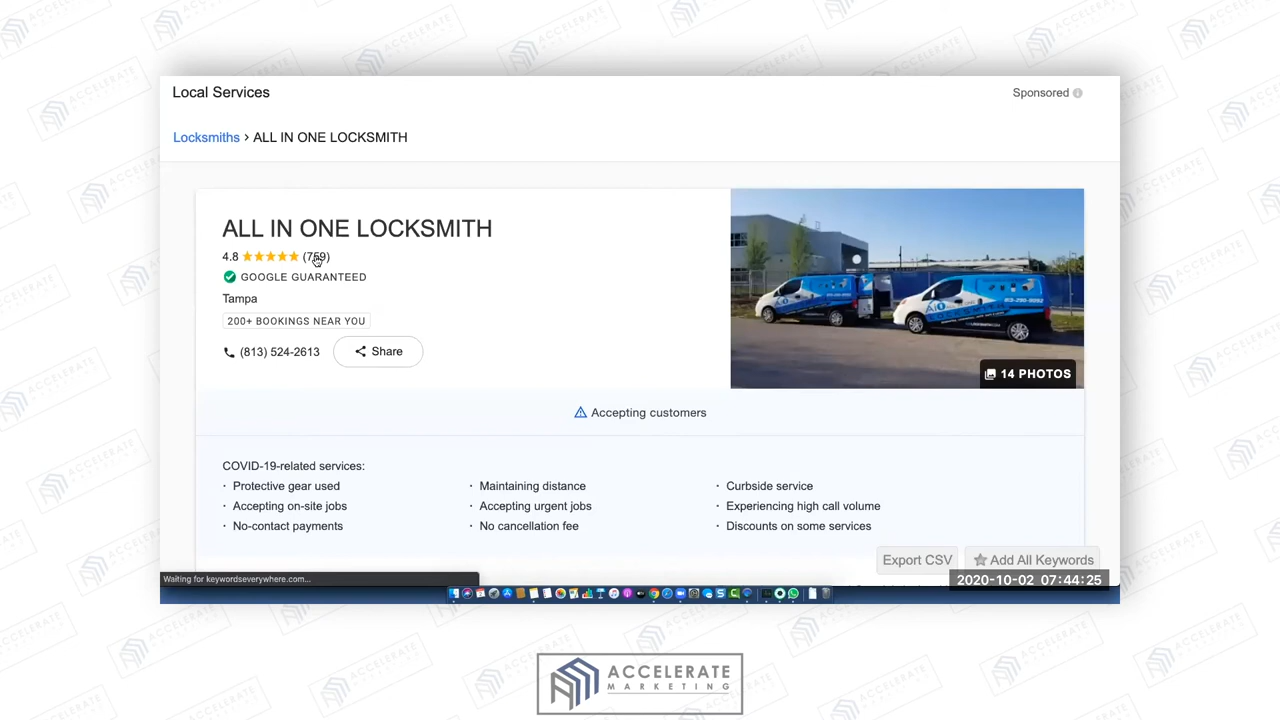 Local Services
Sponsored
Locksmiths > ALL IN ONE LOCKSMITH
ALL IN ONE LOCKSMITH
4.8
(759)
GOOGLE GUARANTEED
Tampa
200+ BOOKINGS NEAR YOU
(813) 524-2613
Share
14 PHOTOS
Accepting customers
COVID-19-related services:
· Protective gear used
· Maintaining distance
· Curbside service
· Accepting on-site jobs
· Accepting urgent jobs
· Experiencing high call volume
· No-contact payments
· No cancellation fee
· Discounts on some services
Export CSV
Add All Keywords
2020-10-02 07:44:25
Waiting for keywordseverywhere.com...
ACCELERATE
MARKETING